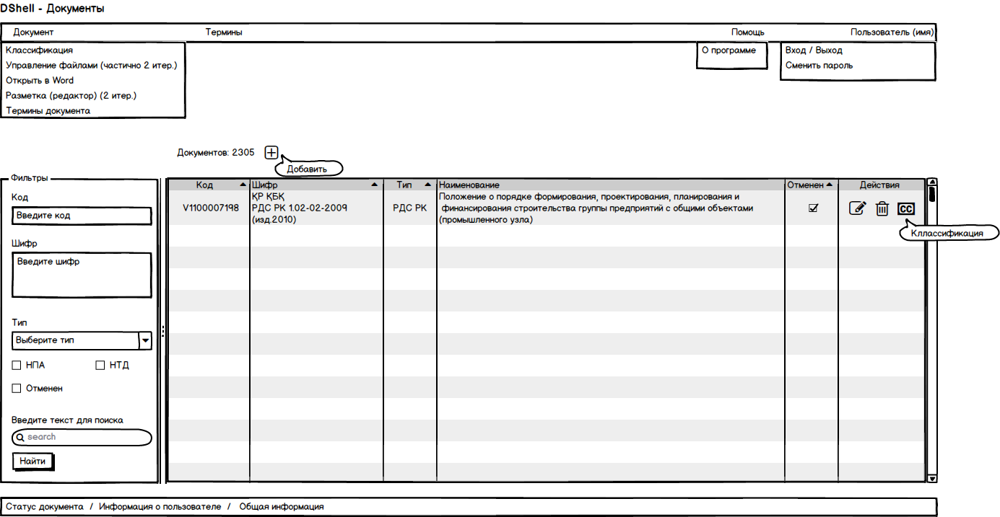 DShell - Документы
Документ Термины Помощь Пользователь (имя)
Классификация
Управление файлами (частично 2 итер.)
Открыть в Word
Разметка (редактор) (2 итер.)
Термины документа
О программе
Вход / Выход
Сменить пароль
Документов: 2305
Добавить
Фильтры
Код
Введите код
Шифр
Введите шифр
Тип
Выберите тип
НПА НТД
Отменен
Введите текст для поиска
search
Найти
Код Шифр Тип Наименование Отменен Действия
V1100007198
ҚР ҚБҚ
РДС РК 1.02-02-2009
(изд.2010)
РДС РК
Положение о порядке формирования, проектирования, планирования и
финансирования строительства группы предприятий с общими объектами
(промышленного узла)
CC
Кллассификация
Статус документа / Информация о пользователе / Общая информация